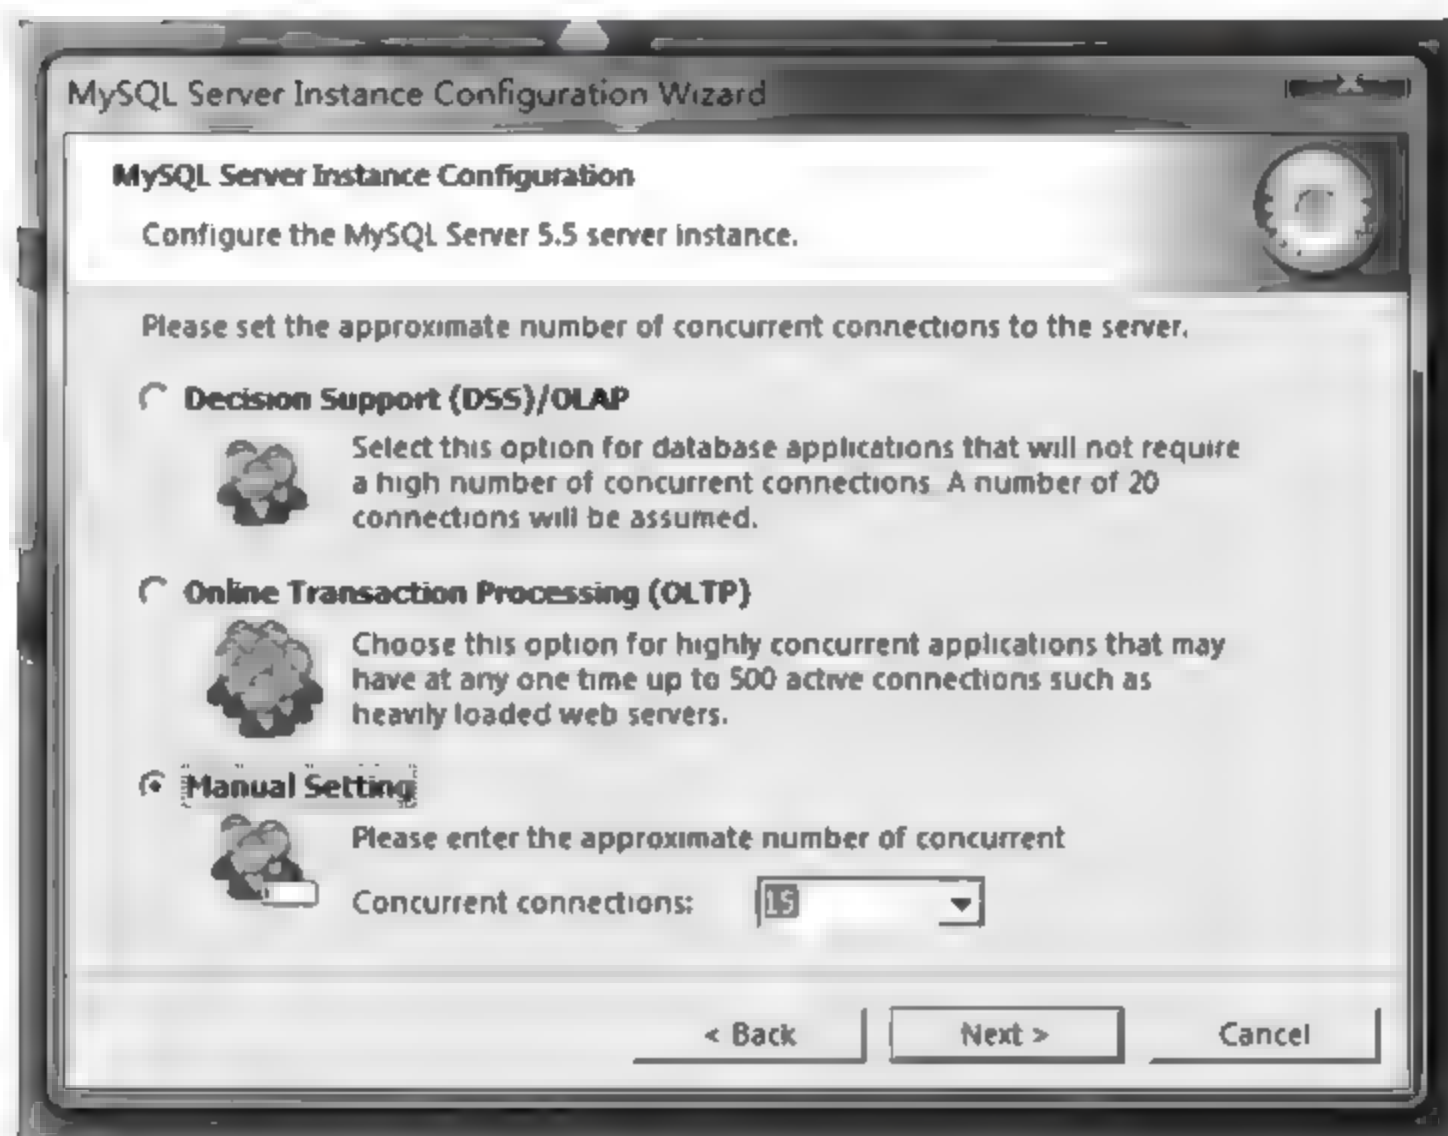 MySQL Server Instance Configuration Wizard
MySQL Server Instance Configuration
Configure the MySQL Server 5.5 server instance.
Please set the approximate number of concurrent connections to the server.
Decision Support (DSS)/OLAP
Select this option for database applications that will not require
a high number of concurrent connections. A number of 20
connections will be assumed.
Online Transaction Processing (OLTP)
Choose this option for highly concurrent applications that may
have at any one time up to 500 active connections such as
heavily loaded web servers.
Manual Setting
Please enter the approximate number of concurrent
Concurrent connections: 15
< Back Next > Cancel